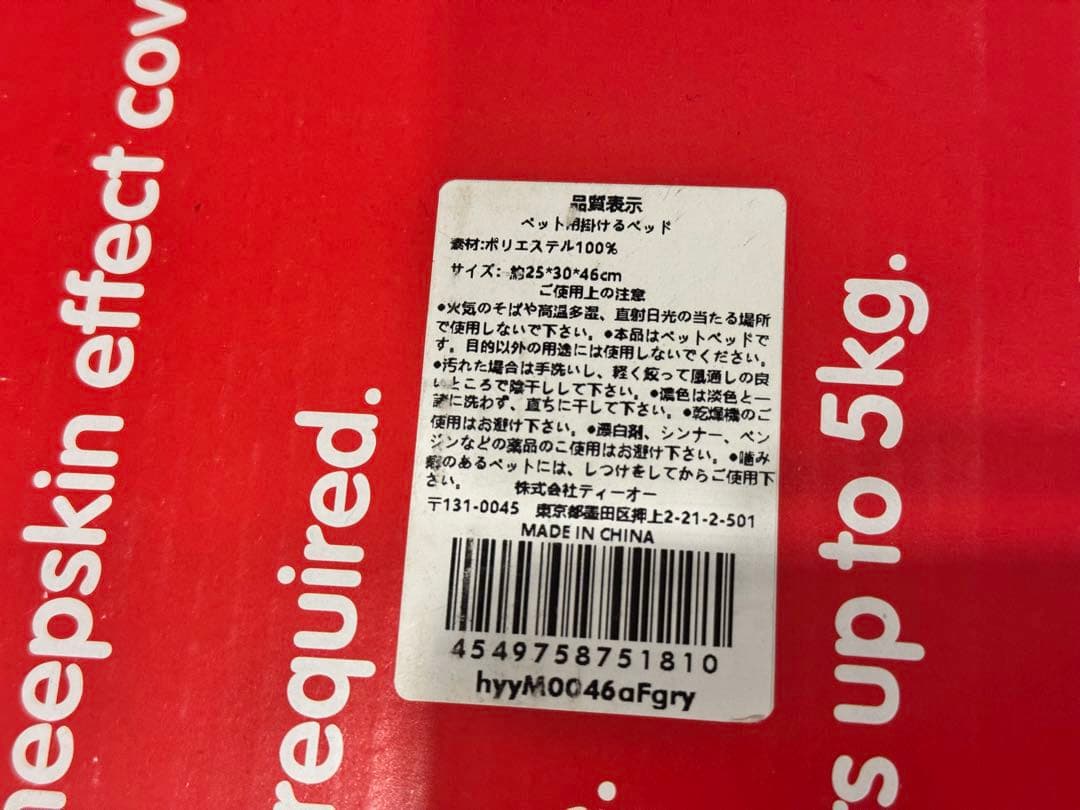 品質表示
ペット用掛けるベッド
素材:ポリエステル100%
サイズ: 約25*30*46cm
ご使用上の注意
●火気のそばや高温多湿、直射日光の当たる場所
で使用しないで下さい。●本品はペットベッドで
す。目的以外の用途には使用しないでください。
●汚れた場合は手洗いし、軽く絞って風通しの良
いところで陰干しして下さい。●濃色は淡色と一
諸に洗わず、直ちに干して下さい。●乾燥機のご
使用はお避け下さい。●漂白剤、シンナー、ベン
ジンなどの薬品のご使用はお避け下さい。●噛み
癖のあるペットには、しつけをしてからご使用下
さい。
株式会社ティーオー
〒131-0045 東京都墨田区押上2-21-2-501
MADE IN CHINA
4549758751810
hyyM0046aFgry
effect
required.
up to 5kg.